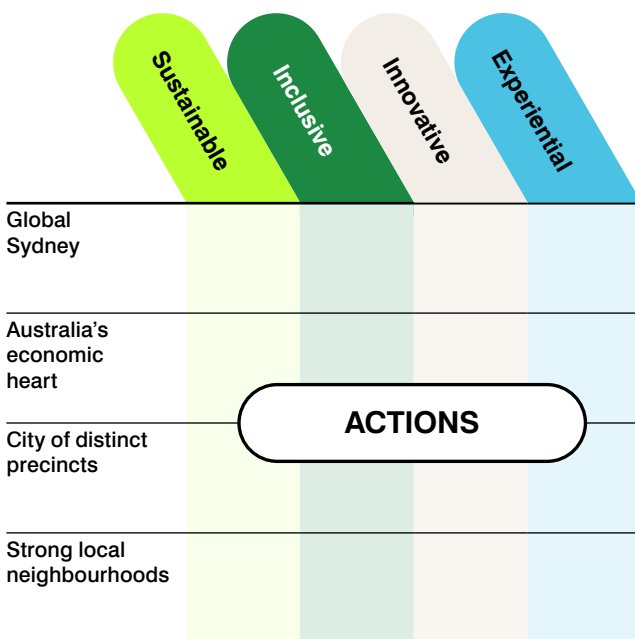 Sustainable
Inclusive
Innovative
Experiential
Global
Sydney
Australia’s
economic
heart
ACTIONS
City of distinct
precincts
Strong local
neighbourhoods